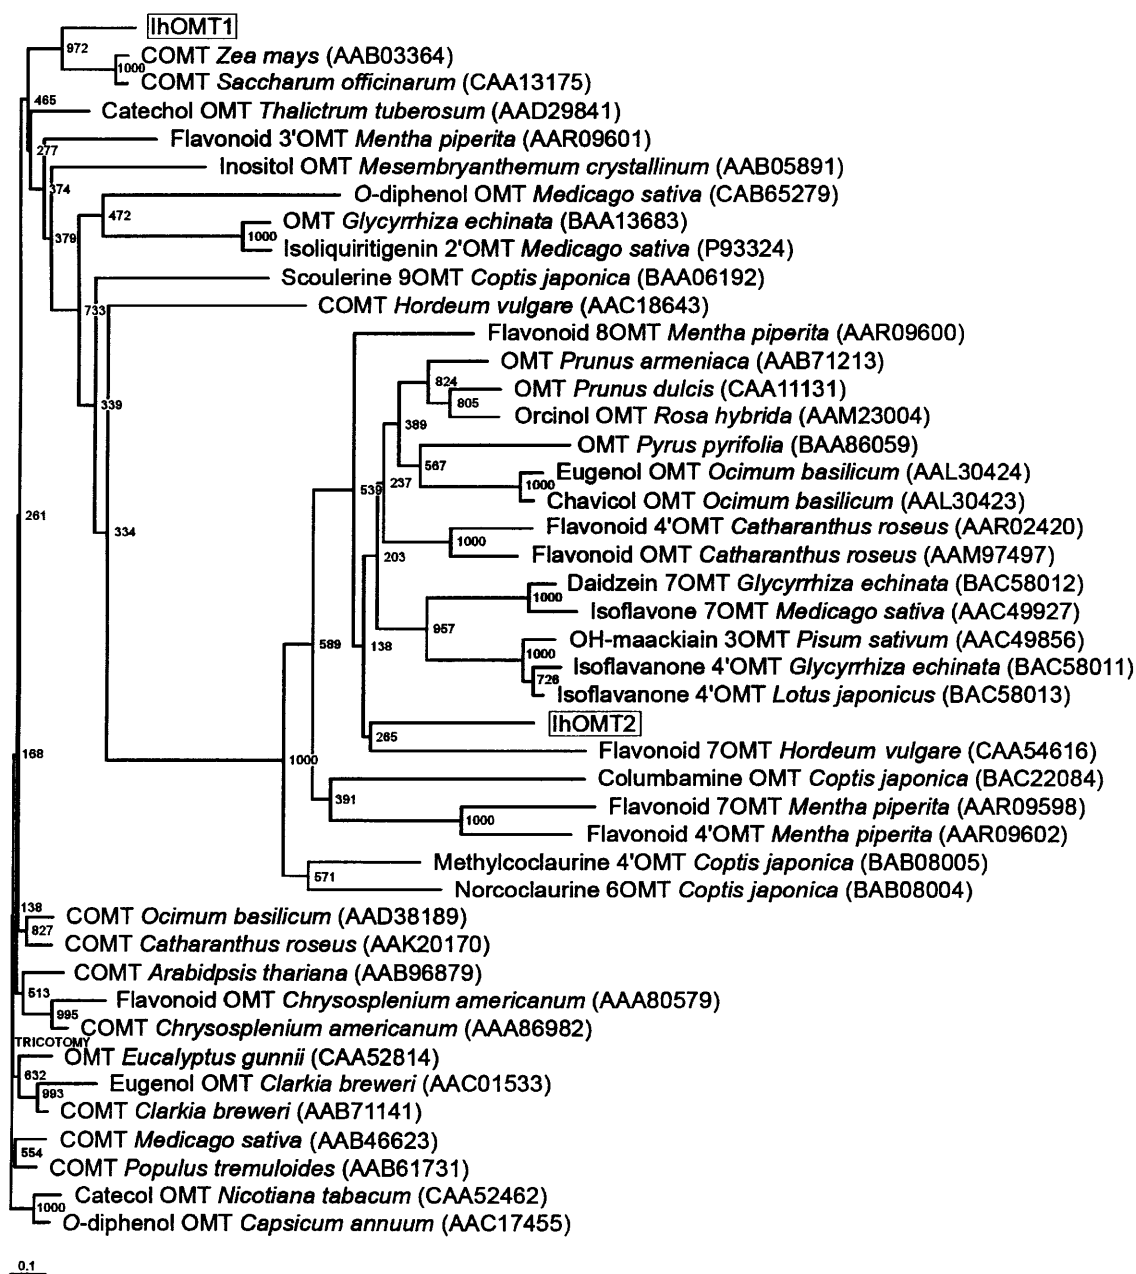 IhOMT1
972
COMT Zea mays (AAB03364)
1000
COMT Saccharum officinarum (CAA13175)
465
Catechol OMT Thalictrum tuberosum (AAD29841)
Flavonoid 3'OMT Mentha piperita (AAR09601)
277
Inositol OMT Mesembryanthemum crystallinum (AAB05891)
374
O-diphenol OMT Medicago sativa (CAB65279)
472
OMT Glycyrrhiza echinata (BAA13683)
379
1000
Isoliquiritigenin 2'OMT Medicago sativa (P93324)
Scoulerine 9OMT Coptis japonica (BAA06192)
733
COMT Hordeum vulgare (AAC18643)
Flavonoid 8OMT Mentha piperita (AAR09600)
OMT Prunus armeniaca (AAB71213)
824
OMT Prunus dulcis (CAA11131)
339
805
Orcinol OMT Rosa hybrida (AAM23004)
389
OMT Pyrus pyrifolia (BAA86059)
567
Eugenol OMT Ocimum basilicum (AAL30424)
539
237
1000
Chavicol OMT Ocimum basilicum (AAL30423)
261
334
Flavonoid 4'OMT Catharanthus roseus (AAR02420)
1000
203
Flavonoid OMT Catharanthus roseus (AAM97497)
Daidzein 7OMT Glycyrrhiza echinata (BAC58012)
1000
Isoflavone 7OMT Medicago sativa (AAC49927)
957
OH-maackiain 3OMT Pisum sativum (AAC49856)
589
138
1000
Isoflavanone 4'OMT Glycyrrhiza echinata (BAC58011)
726
Isoflavanone 4'OMT Lotus japonicus (BAC58013)
IhOMT2
265
Flavonoid 7OMT Hordeum vulgare (CAA54616)
168
1000
Columbamine OMT Coptis japonica (BAC22084)
391
Flavonoid 7OMT Mentha piperita (AAR09598)
1000
Flavonoid 4'OMT Mentha piperita (AAR09602)
Methylcoclaurine 4'OMT Coptis japonica (BAB08005)
571
Norcoclaurine 6OMT Coptis japonica (BAB08004)
138
COMT Ocimum basilicum (AAD38189)
827
COMT Catharanthus roseus (AAK20170)
COMT Arabidpsis thariana (AAB96879)
513
Flavonoid OMT Chrysosplenium americanum (AAA80579)
995
COMT Chrysosplenium americanum (AAA86982)
TRICOTOMY
OMT Eucalyptus gunnii (CAA52814)
632
Eugenol OMT Clarkia breweri (AAC01533)
993
COMT Clarkia breweri (AAB71141)
COMT Medicago sativa (AAB46623)
554
COMT Populus tremuloides (AAB61731)
Catecol OMT Nicotiana tabacum (CAA52462)
1000
O-diphenol OMT Capsicum annuum (AAC17455)
0.1